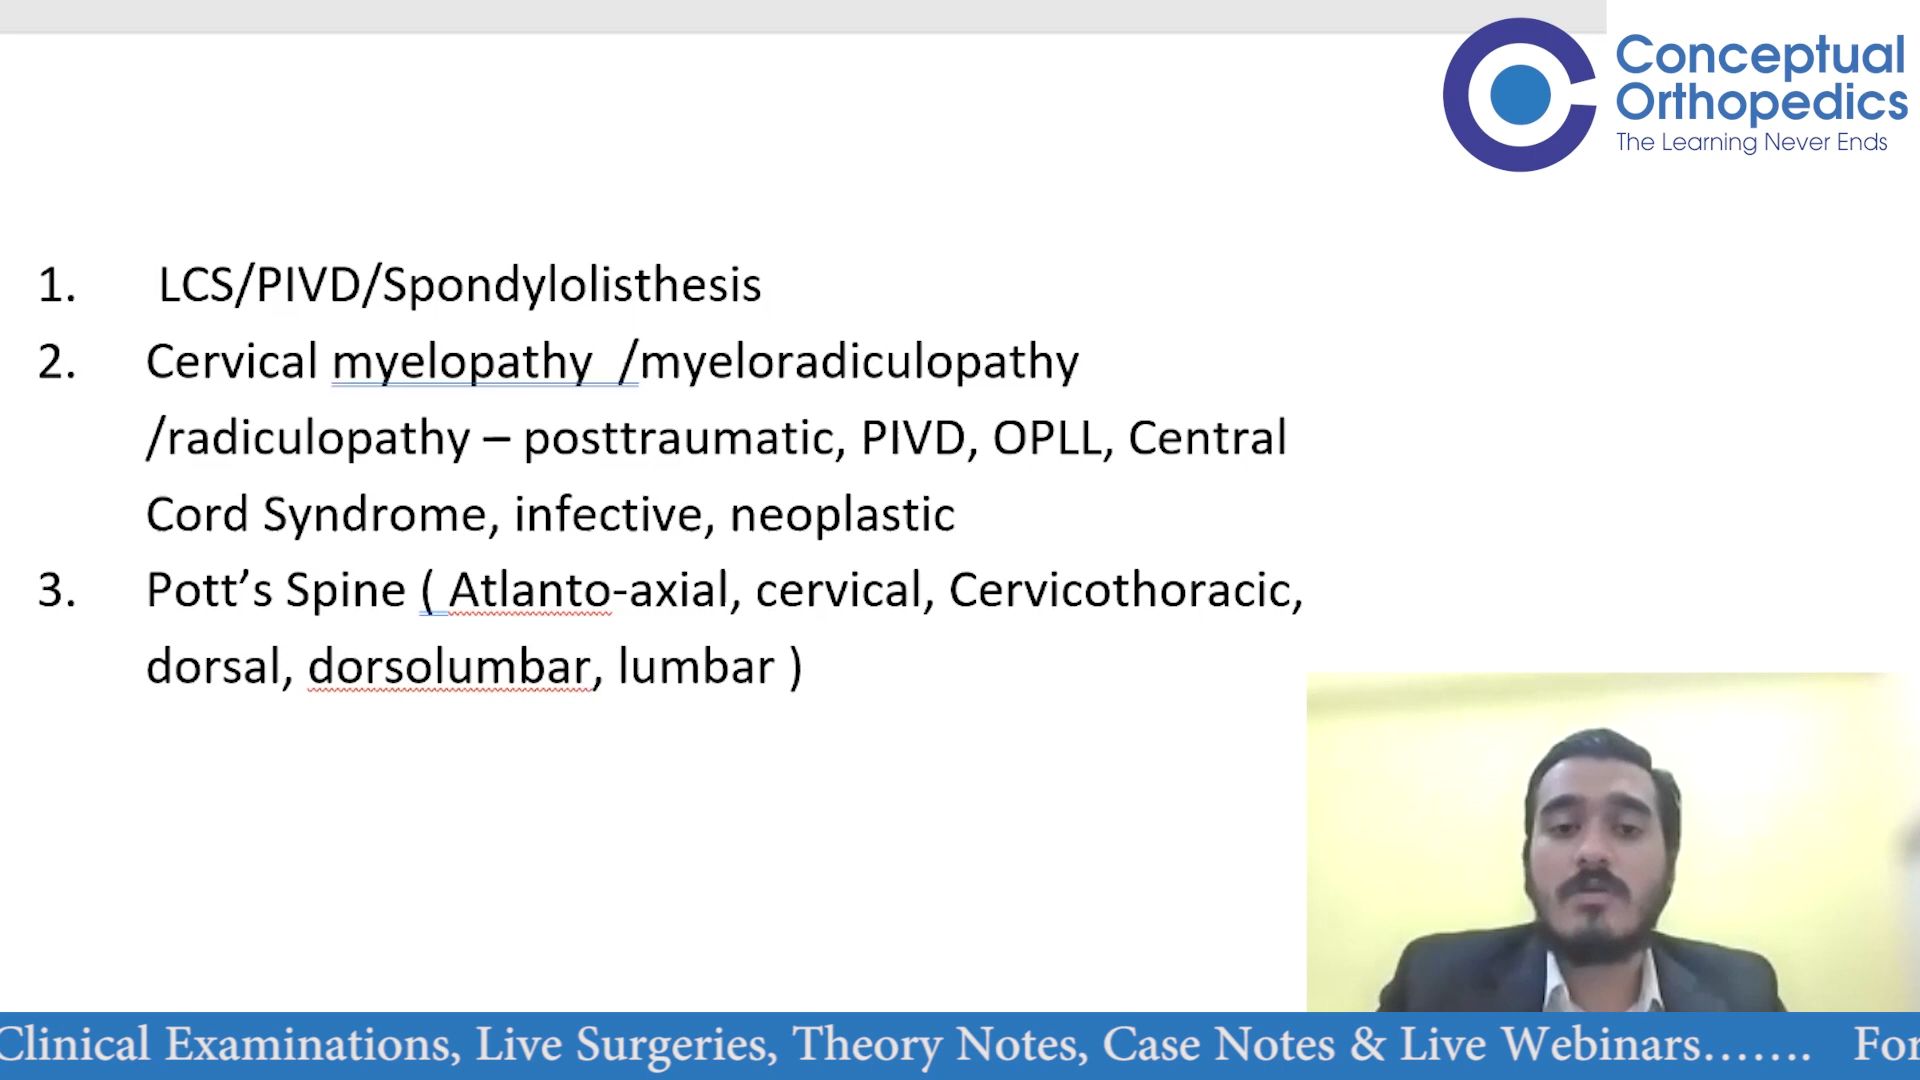 Conceptual
Orthopedics
The Learning Never Ends
1. LCS/PIVD/Spondylolisthesis
2. Cervical myelopathy /myeloradiculopathy
/radiculopathy – posttraumatic, PIVD, OPLL, Central
Cord Syndrome, infective, neoplastic
3. Pott’s Spine ( Atlanto-axial, cervical, Cervicothoracic,
dorsal, dorsolumbar, lumbar )
Clinical Examinations, Live Surgeries, Theory Notes, Case Notes & Live Webinars....... For